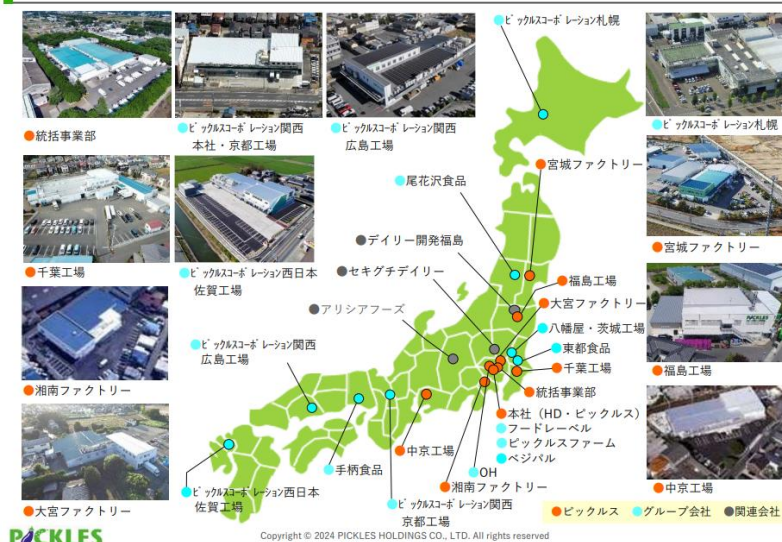 ●統括事業部
●ﾋﾟｯｸﾙｽｺｰﾎﾟﾚｰｼｮﾝ関西
本社・京都工場
●ﾋﾟｯｸﾙｽｺｰﾎﾟﾚｰｼｮﾝ関西
広島工場
●千葉工場
●ﾋﾟｯｸﾙｽｺｰﾎﾟﾚｰｼｮﾝ西日本
佐賀工場
●湘南ファクトリー
●大宮ファクトリー
●ﾋﾟｯｸﾙｽｺｰﾎﾟﾚｰｼｮﾝ札幌
●宮城ファクトリー
●尾花沢食品
●デイリー開発福島
●セキグチデイリー
●アリシアフーズ
●福島工場
●大宮ファクトリー
●八幡屋・茨城工場
●東都食品
●千葉工場
●統括事業部
●本社（HD・ピックルス）
●フードレーベル
●ピックルスファーム
●ベジパル
●OH
●湘南ファクトリー
●中京工場
●ﾋﾟｯｸﾙｽｺｰﾎﾟﾚｰｼｮﾝ関西
広島工場
●手柄食品
●ﾋﾟｯｸﾙｽｺｰﾎﾟﾚｰｼｮﾝ関西
京都工場
●ﾋﾟｯｸﾙｽｺｰﾎﾟﾚｰｼｮﾝ西日本
佐賀工場
●ﾋﾟｯｸﾙｽｺｰﾎﾟﾚｰｼｮﾝ札幌
●宮城ファクトリー
PICKLES
●福島工場
●中京工場
●ピックルス ●グループ会社 ●関連会社
PICKLES
Copyright © 2024 PICKLES HOLDINGS CO., LTD. All rights reserved